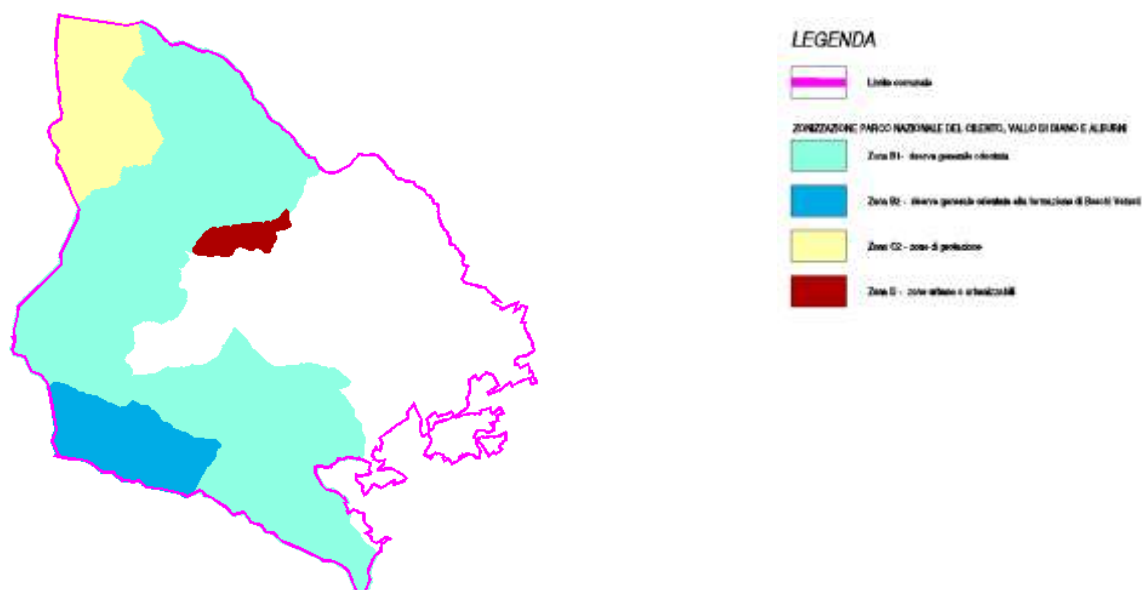 LEGENDA
Limite comunale
ZONIZZAZIONE PARCO NAZIONALE DEL CILENTO, VALLO DI DIANO E ALBURNI
Zona B1 - riserva generale orientata
Zona B2 - riserva generale orientata alla formazione di Boschi Vetusti
Zona C2 - zone di protezione
Zona D - zone urbane o urbanizzabili